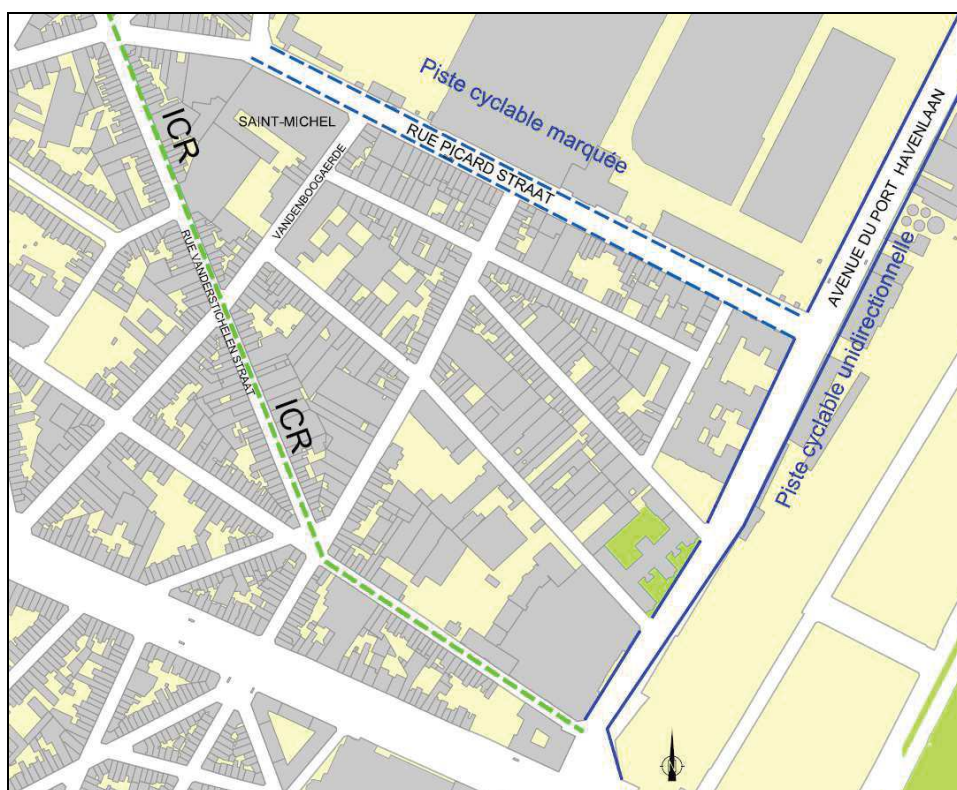 Piste cyclable marquée
ICR
SAINT-MICHEL
RUE PICARD STRAAT
VANDENBOOGAERDE
AVENUE DU PORT HAVENLAAN
RUE VANDERSTICHELEN STRAAT
Piste cyclable unidirectionnelle
ICR
N